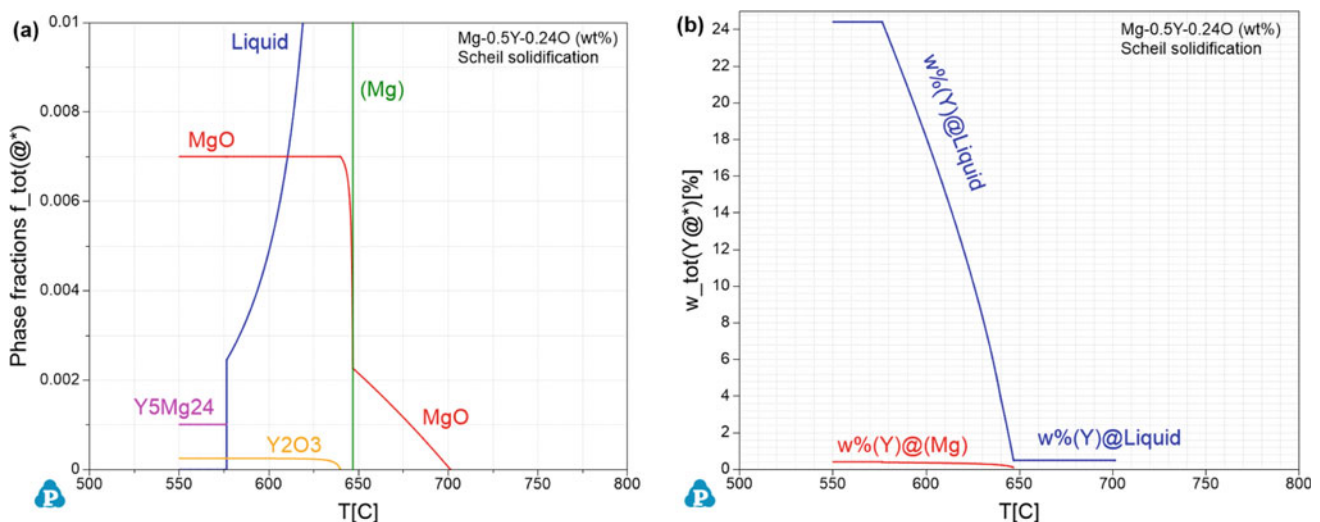 (a)
Mg-0.5Y-0.24O (wt%)
Scheil solidification
Phase fractions f_tot(@*)
0.01
0.008
0.006
0.004
0.002
0
Liquid
(Mg)
MgO
MgO
Y5Mg24
Y2O3
500
550
600
650
700
750
800
T[C]
P
(b)
Mg-0.5Y-0.24O (wt%)
Scheil solidification
w_tot(Y@*)[%]
24
22
20
18
16
14
12
10
8
6
4
2
0
w%(Y)@Liquid
w%(Y)@(Mg)
w%(Y)@Liquid
500
550
600
650
700
750
800
T[C]
P